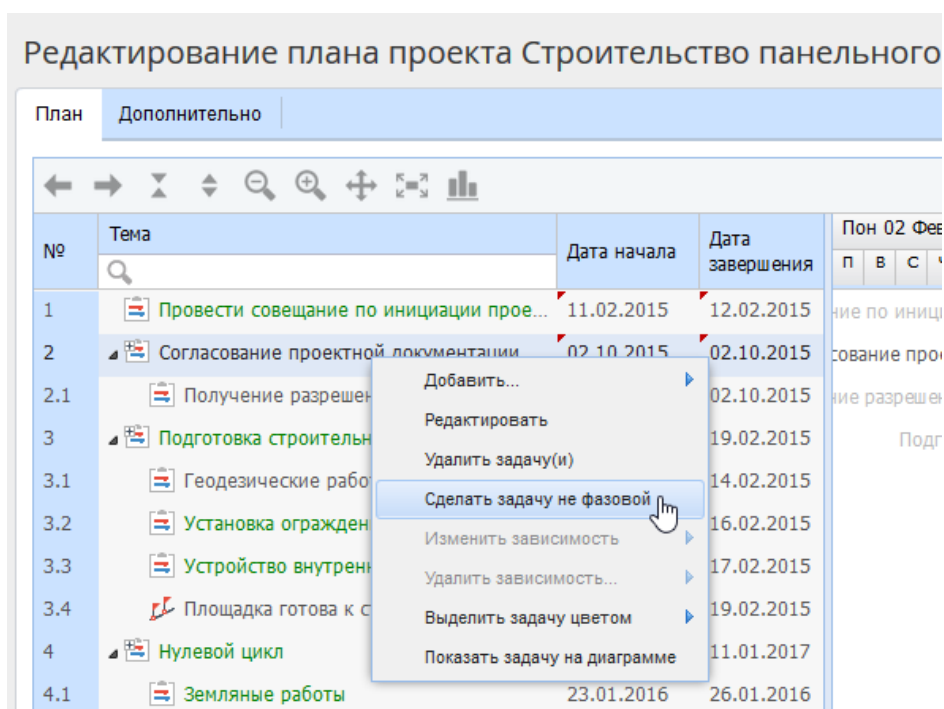 Редактирование плана проекта Строительство панельного
План
Дополнительно
№
Тема
Дата начала
Дата
завершения
Пон 02 Фев
П В С
1 Провести совещание по инициации прое... 11.02.2015 12.02.2015
ние по иници
2 Согласование проектной документации 02.10.2015 02.10.2015
сование про
2.1 Получение разрешен 02.10.2015
ние разрешен
3 Подготовка строительн 19.02.2015
Подг
3.1 Геодезические рабо 14.02.2015
3.2 Установка огражден 16.02.2015
3.3 Устройство внутрен 17.02.2015
3.4 Площадка готова к с 19.02.2015
4 Нулевой цикл 11.01.2017
4.1 Земляные работы 23.01.2016 26.01.2016
Добавить...
Редактировать
Удалить задачу(и)
Сделать задачу не фазовой
Изменить зависимость
Удалить зависимость...
Выделить задачу цветом
Показать задачу на диаграмме